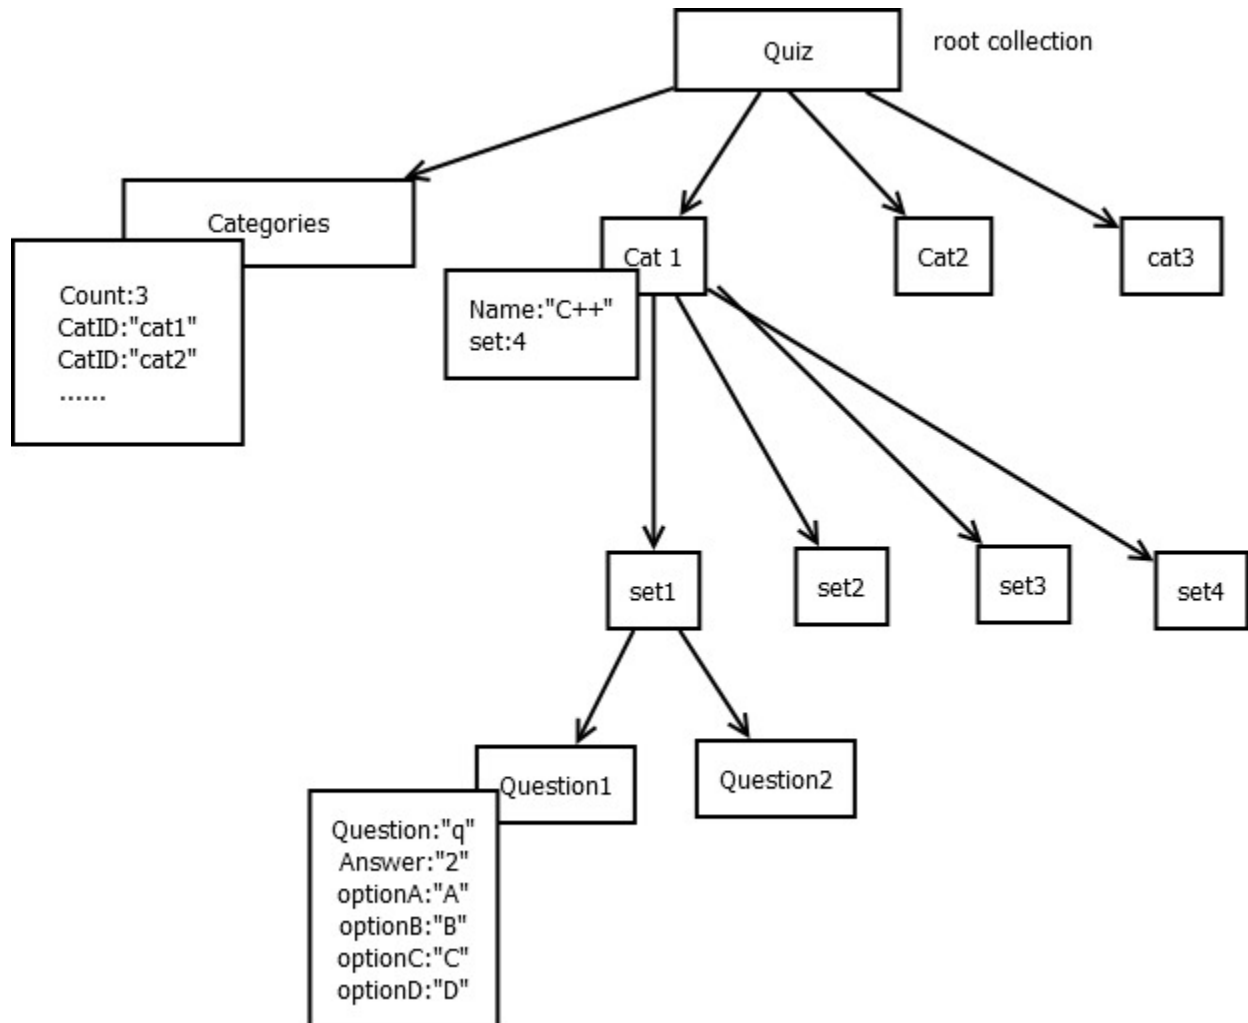 Quiz
root collection
Categories
Count:3
CatID:"cat1"
CatID:"cat2"
......
Cat 1
Name:"C++"
set:4
Cat2
cat3
set1
set2
set3
set4
Question1
Question2
Question:"q"
Answer:"2"
optionA:"A"
optionB:"B"
optionC:"C"
optionD:"D"